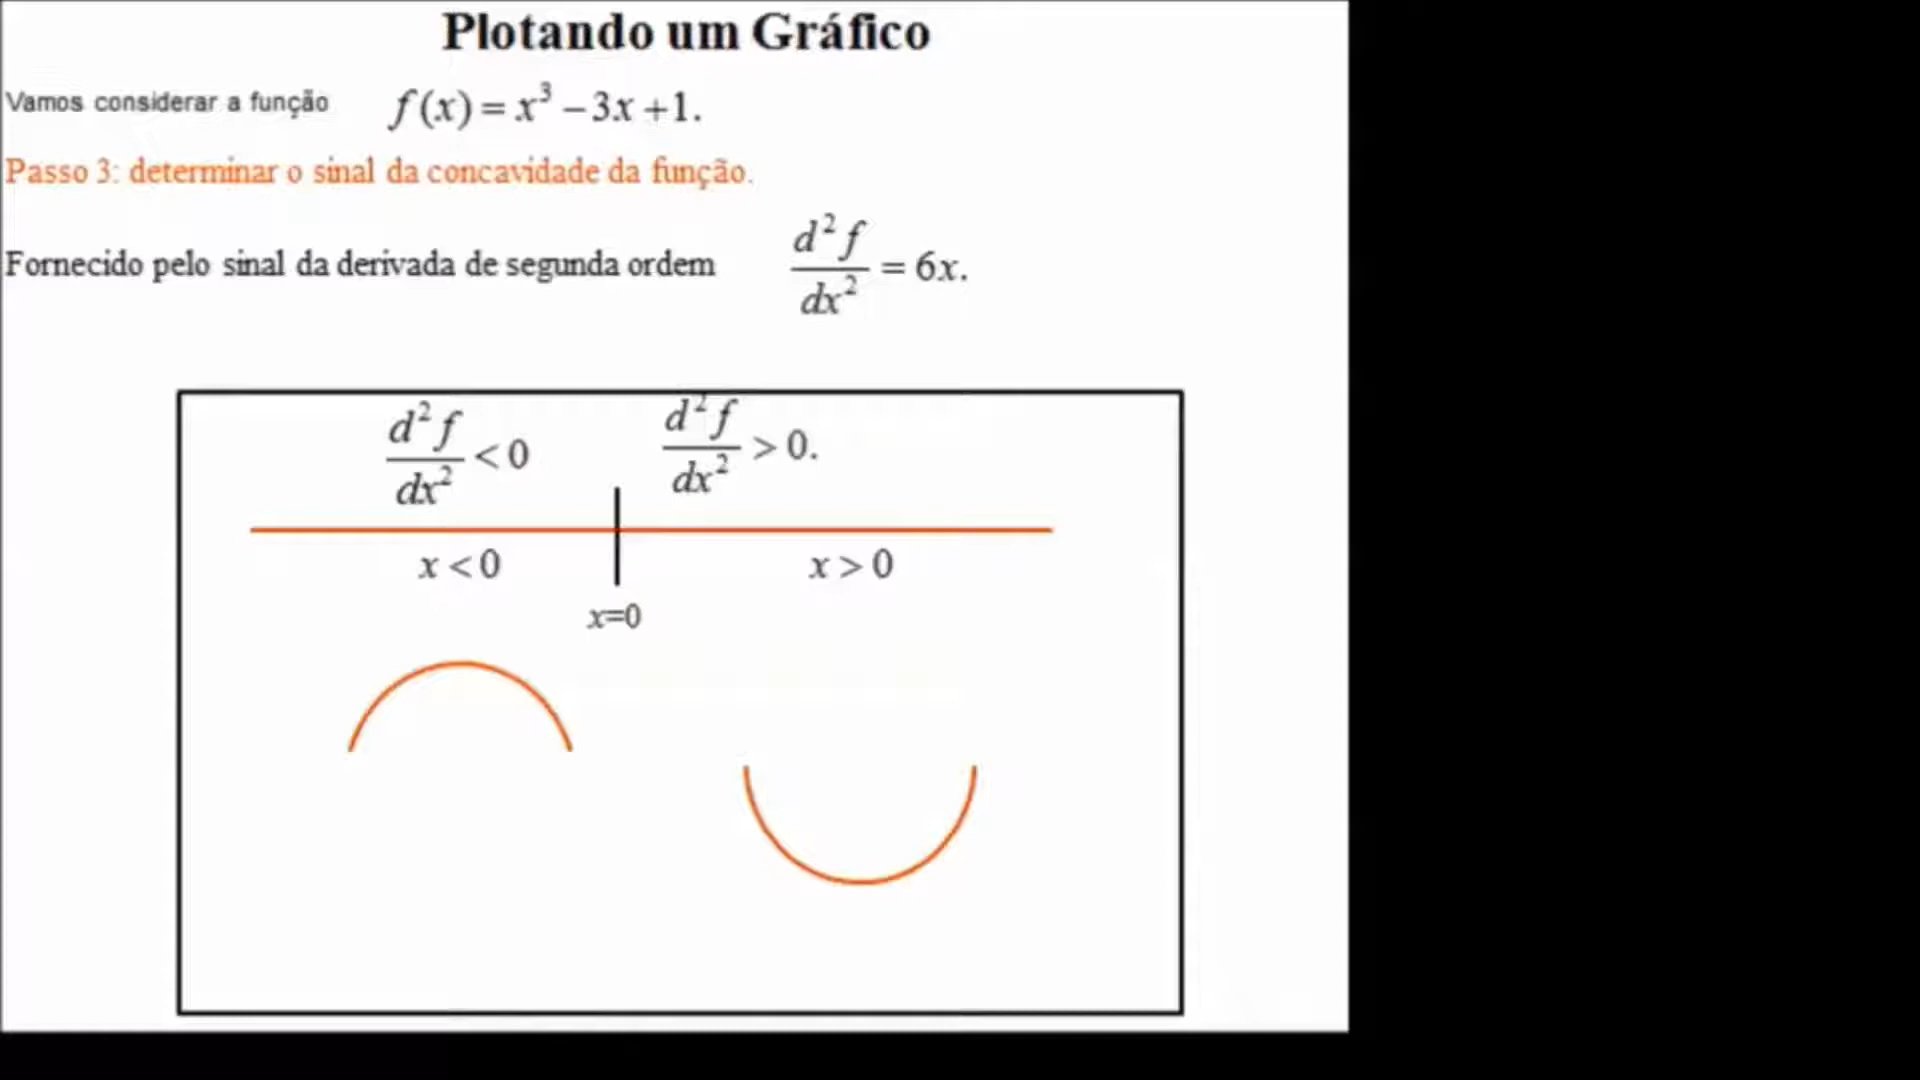 Plotando um Gráfico
Vamos considerar a função f(x) = x³ − 3x + 1.
Passo 3: determinar o sinal da concavidade da função.
Fornecido pelo sinal da derivada de segunda ordem d²f/dx² = 6x.
d²f/dx² < 0 d²f/dx² > 0.
x < 0 x > 0
x=0